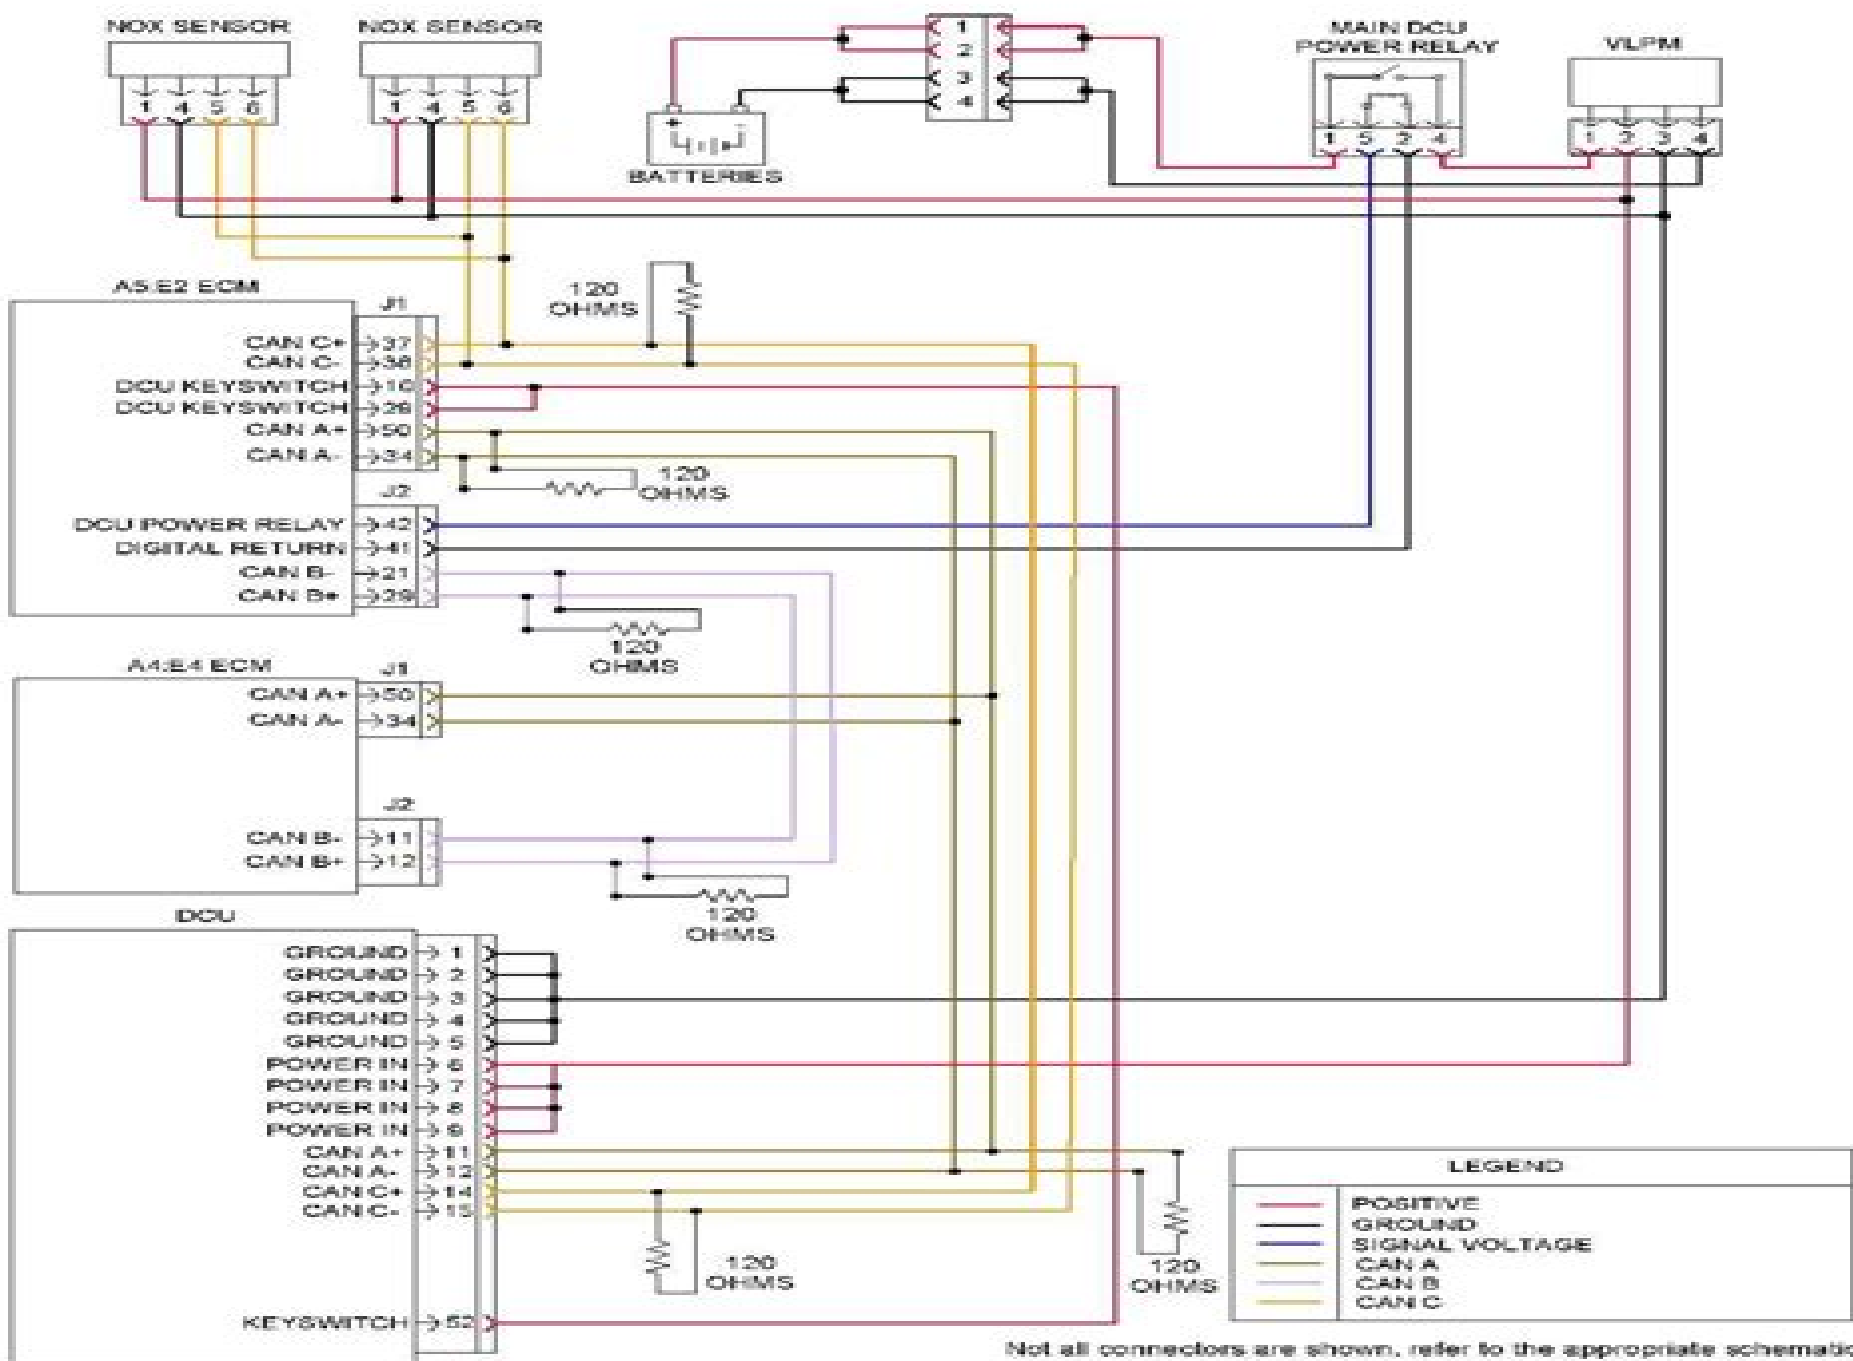 NOX SENSOR
1 4 5 6
NOX SENSOR
1 4 5 6
BATTERIES
1
2
3
4
MAIN DCU
POWER RELAY
1 5 2 4
VLPM
1 2 3 4
120
OHMS
A5:E2 ECM
J1
CAN C+ 37
CAN C- 38
DCU KEYSWITCH 16
DCU KEYSWITCH 26
CAN A+ 50
CAN A- 34
120
OHMS
J2
DCU POWER RELAY 42
DIGITAL RETURN 41
CAN B- 21
CAN B+ 29
120
OHMS
A4:E4 ECM
J1
CAN A+ 50
CAN A- 34
J2
CAN B- 11
CAN B+ 12
120
OHMS
DCU
GROUND 1
GROUND 2
GROUND 3
GROUND 4
GROUND 5
POWER IN 6
POWER IN 7
POWER IN 8
POWER IN 9
CAN A+ 11
CAN A- 12
CAN C+ 14
CAN C- 15
120
OHMS
120
OHMS
KEYSWITCH 52
LEGEND
POSITIVE
GROUND
SIGNAL VOLTAGE
CAN A
CAN B
CAN C
Not all connectors are shown, refer to the appropriate schematic